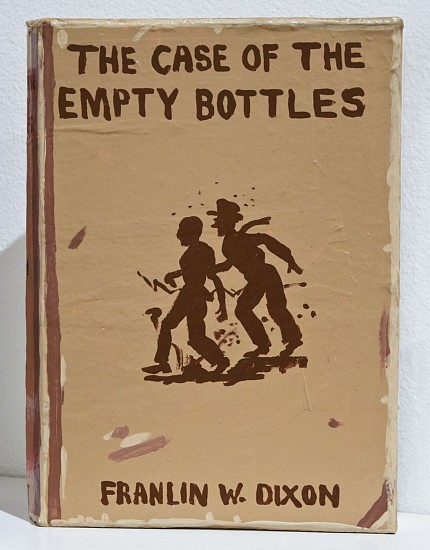 THE CASE OF THE
EMPTY BOTTLES
FRANLIN W. DIXON